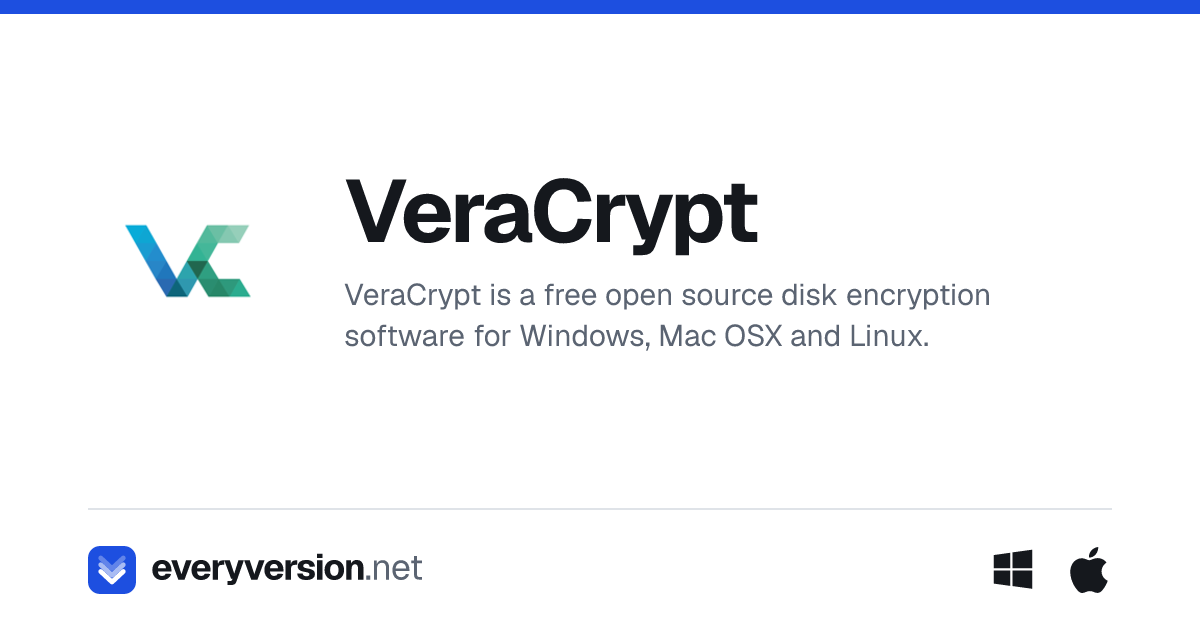 VeraCrypt
VeraCrypt is a free open source disk encryption
software for Windows, Mac OSX and Linux.
everyversion.net